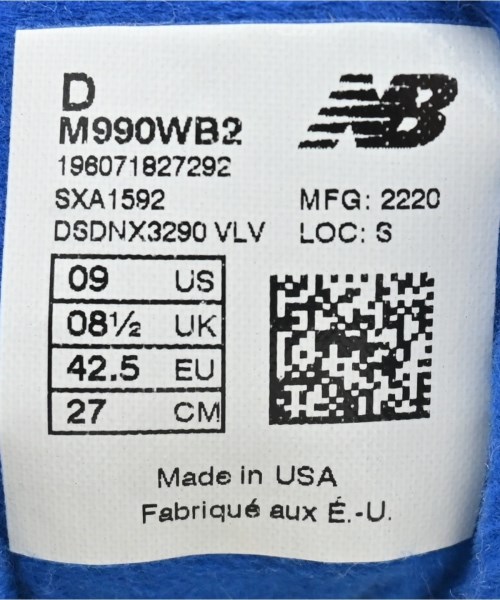 D
NB
M990WB2
196071827292
SXA1592
MFG: 2220
DSDNX3290 VLV
LOC: S
09 US
08½ UK
42.5 EU
27 CM
Made in USA
Fabriqué aux É.-U.